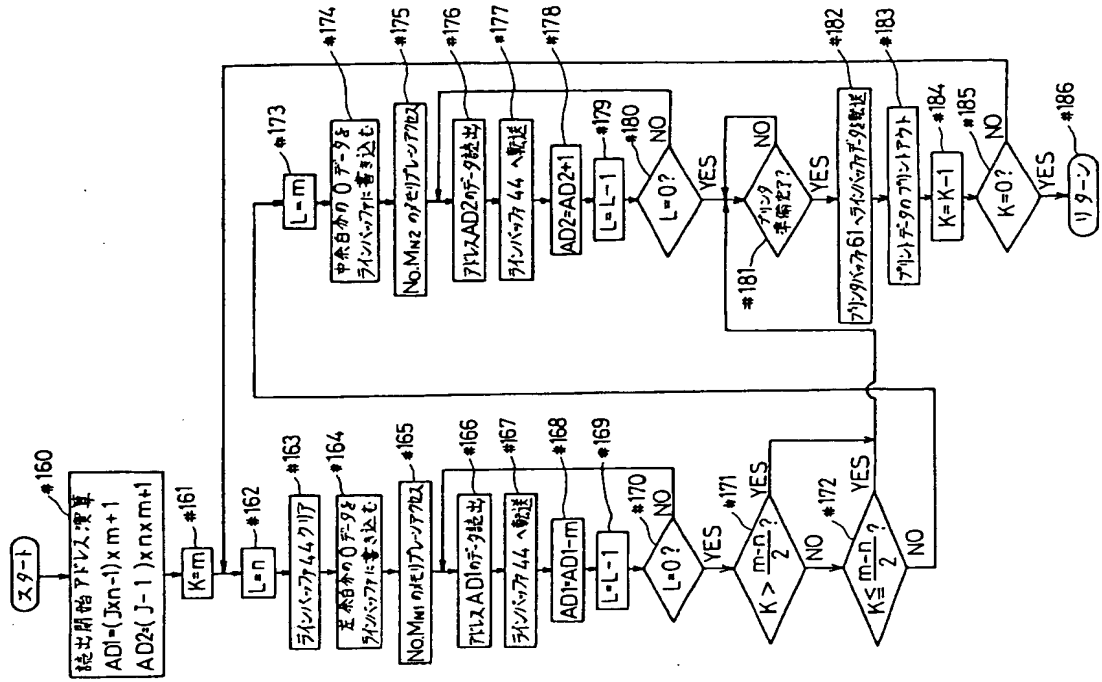 スタート
#160
読出開始アドレス演算
AD1=(J×n-1)×m+1
AD2=(J-1)×n×m+1
#161
K=m
#162
L=n
#163
ラインバッファ44クリア
#164
左余白分の0データを
ラインバッファに書き込む
#165
No.MN1のメモリプレーンアクセス
#166
アドレスAD1のデータ読出
#167
ラインバッファ44へ転送
#168
AD1=AD1-m
#169
L=L-1
#170
L=0?
NO
YES
#171
K>(m-n)/2?
YES
NO
#172
K≦(m-n)/2?
YES
NO
#173
L=m
#174
中余白分の0データを
ラインバッファに書き込む
#175
No.MN2のメモリプレーンアクセス
#176
アドレスAD2のデータ読出
#177
ラインバッファ44へ転送
#178
AD2=AD2+1
#179
L=L-1
#180
L=0?
NO
YES
#181
プリンタ
準備完了?
NO
YES
#182
プリンタバッファ61へラインバッファデータを転送
#183
プリントデータのプリントアウト
#184
K=K-1
#185
K=0?
NO
YES
#186
リターン